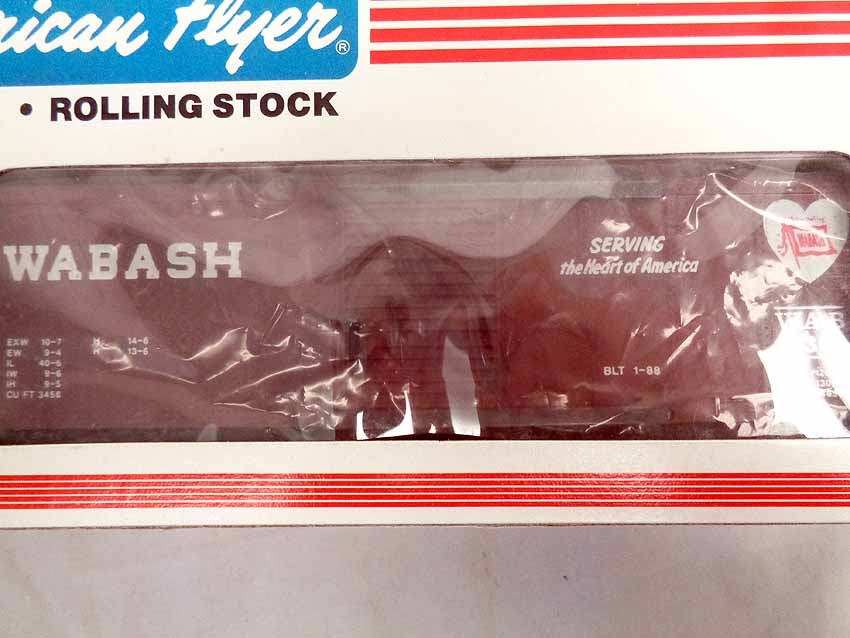 rican Flyer®
• ROLLING STOCK
WABASH
SERVING
the Heart of America
WABASH
EXW 10-7 H 14-6
EW 9-4 H 13-6
IL 40-6
IW 9-6
IH 9-5
CU FT 3456
BLT 1-88